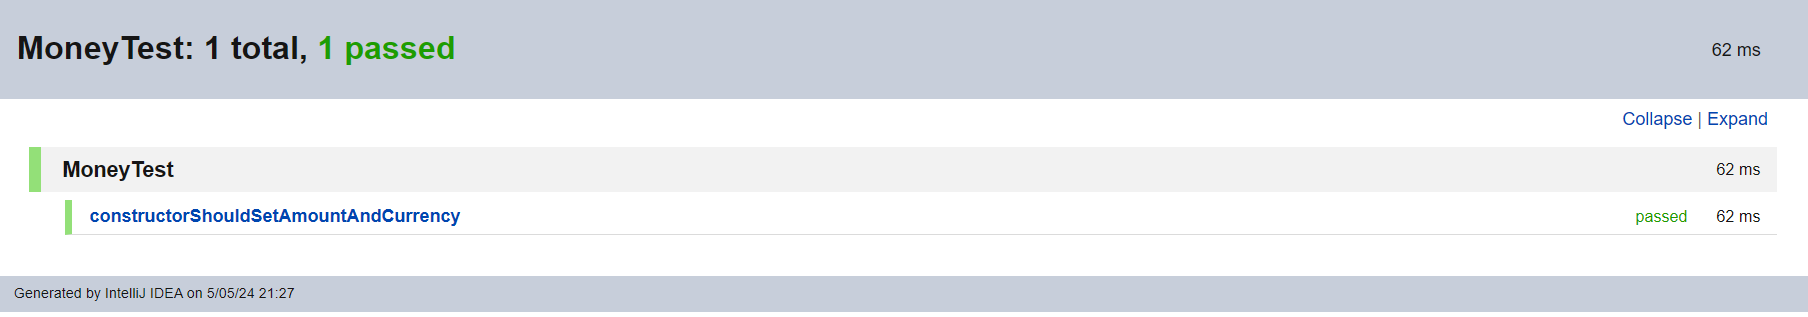 MoneyTest: 1 total, 1 passed 62 ms
Collapse | Expand
MoneyTest 62 ms
constructorShouldSetAmountAndCurrency passed 62 ms
Generated by IntelliJ IDEA on 5/05/24 21:27